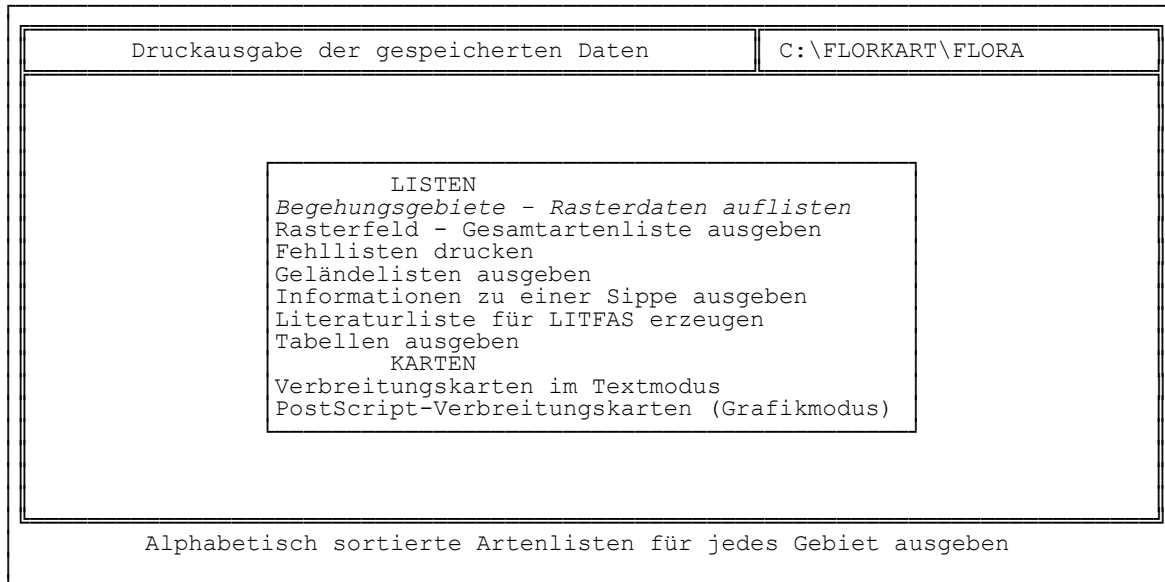 Druckausgabe der gespeicherten Daten C:\FLORKART\FLORA
LISTEN
Begehungsgebiete - Rasterdaten auflisten
Rasterfeld - Gesamtartenliste ausgeben
Fehllisten drucken
Geländelisten ausgeben
Informationen zu einer Sippe ausgeben
Literaturliste für LITFAS erzeugen
Tabellen ausgeben
KARTEN
Verbreitungskarten im Textmodus
PostScript-Verbreitungskarten (Grafikmodus)
Alphabetisch sortierte Artenlisten für jedes Gebiet ausgeben